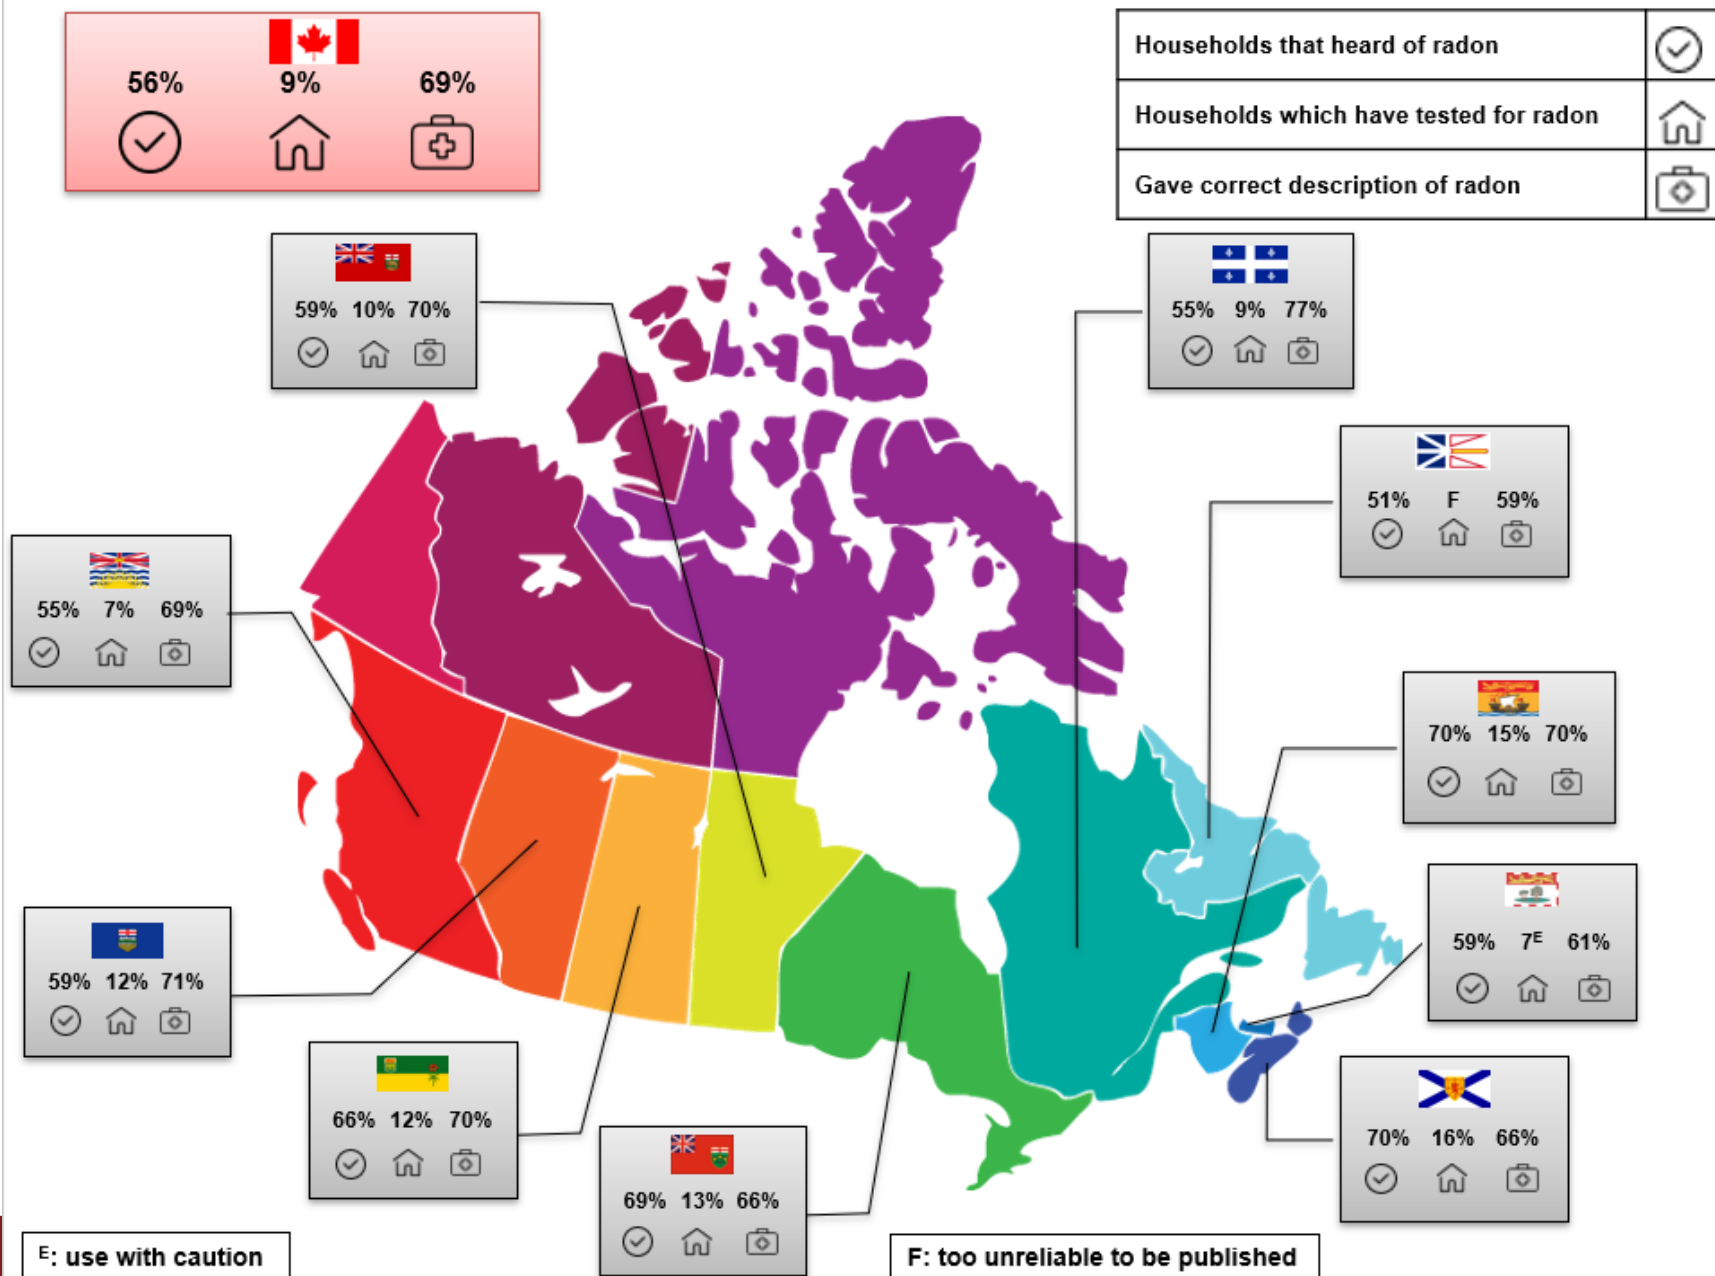 56% 9% 69%
Households that heard of radon
Households which have tested for radon
Gave correct description of radon
59% 10% 70%
55% 9% 77%
51% F 59%
55% 7% 69%
70% 15% 70%
59% 7ᴱ 61%
59% 12% 71%
66% 12% 70%
70% 16% 66%
69% 13% 66%
ᴱ: use with caution
F: too unreliable to be published